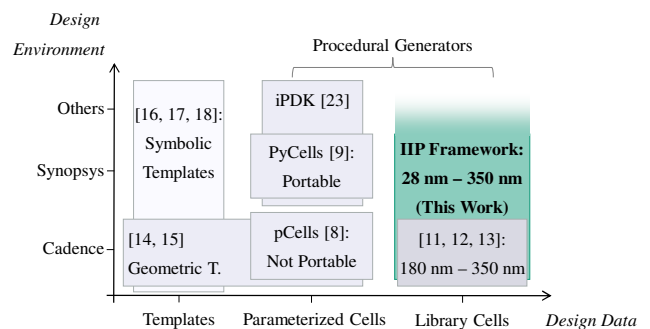 Design
Environment
Procedural Generators
Others
[16, 17, 18]:
Symbolic
Templates
iPDK [23]
Synopsys
PyCells [9]:
Portable
IIP Framework:
28 nm – 350 nm
(This Work)
Cadence
[14, 15]
Geometric T.
pCells [8]:
Not Portable
[11, 12, 13]:
180 nm – 350 nm
Templates
Parameterized Cells
Library Cells
Design Data